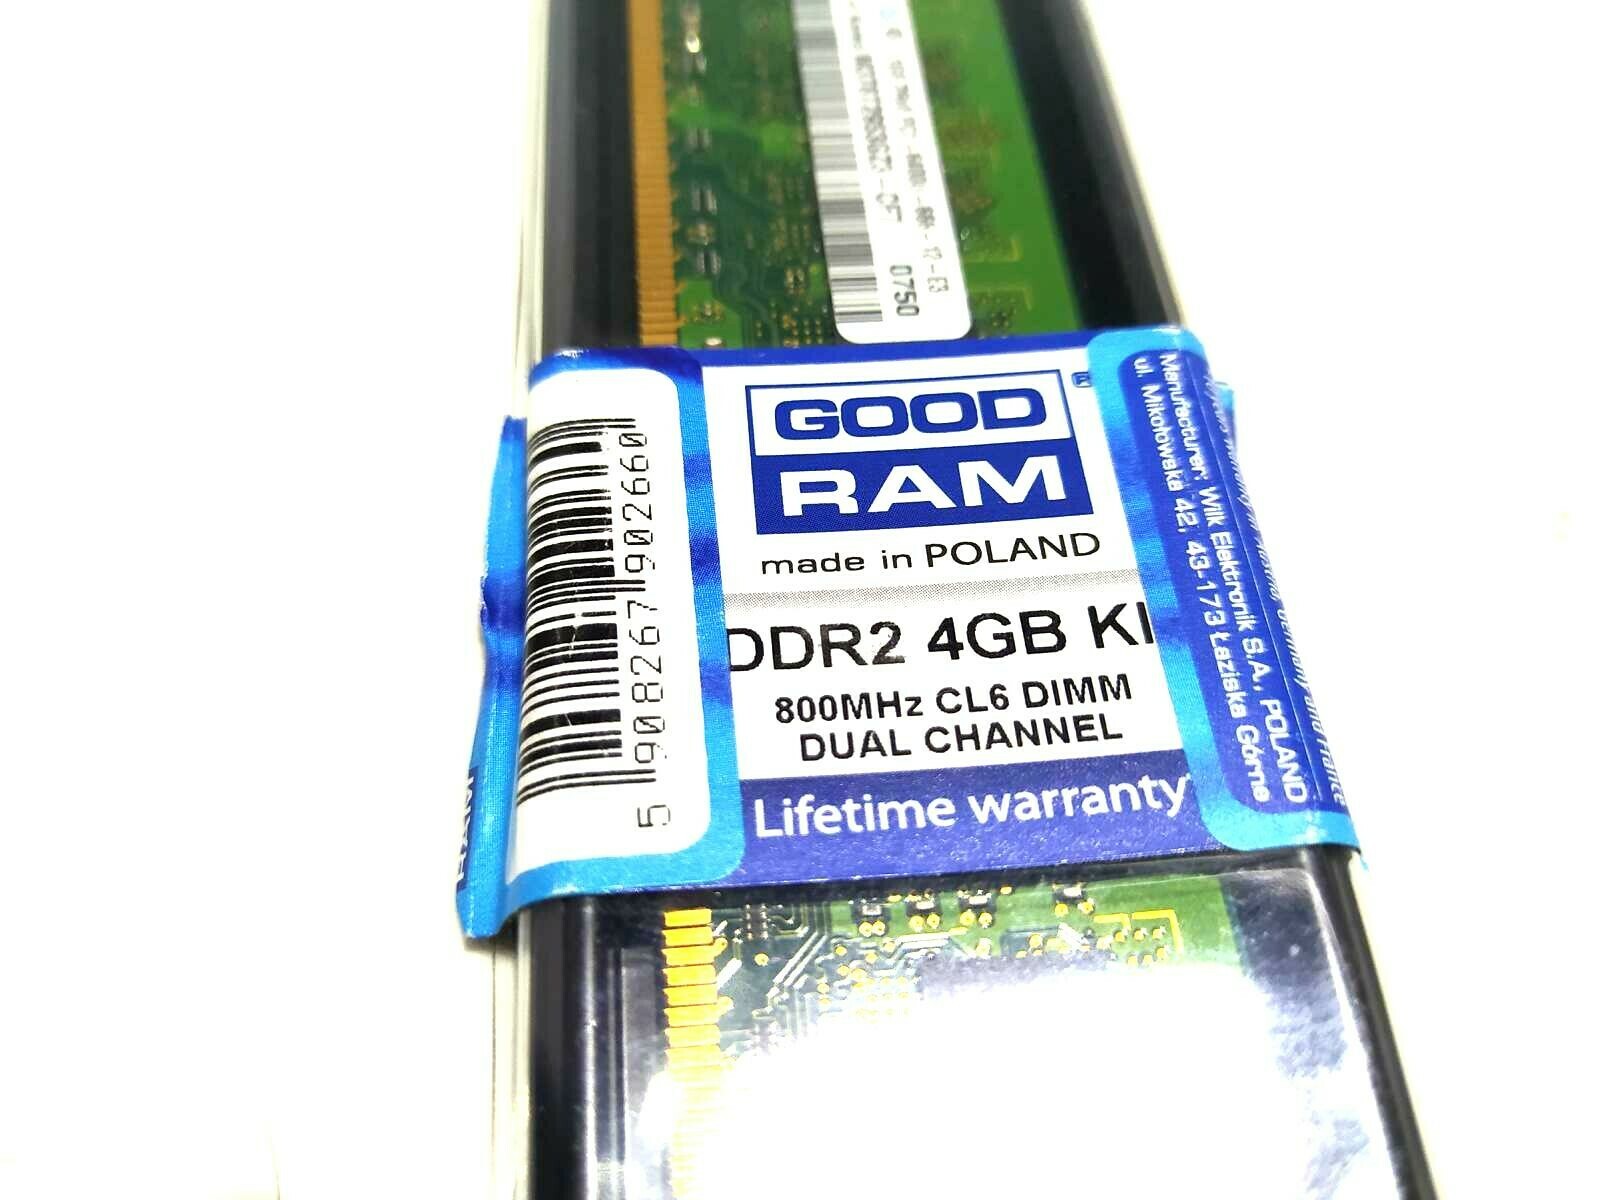 0750
GOOD
RAM
made in POLAND
DDR2 4GB KI
800MHz CL6 DIMM
DUAL CHANNEL
Lifetime warranty
5 908267 902660
Manufacturer: Wilk Elektronik S.A., POLAND
ul. Mikołowska 42, 43-173 Łaziska Górne